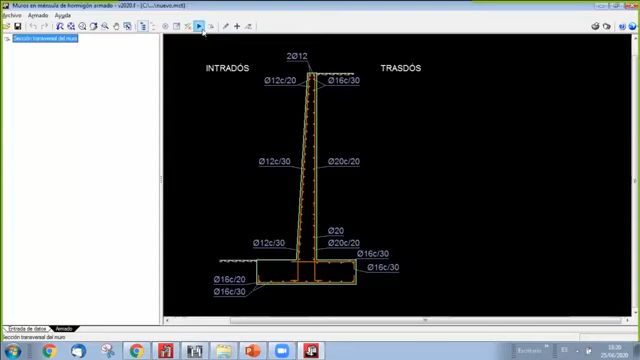 Muros en ménsula de hormigón armado - v2020.f - [C:\...\nuevo.mct]
Archivo Armado Ayuda
Sección transversal del muro
2Ø12
INTRADÓS
TRASDÓS
Ø12c/20
Ø16c/30
Ø12c/30
Ø20c/20
Ø20
Ø12c/30
Ø20c/20
Ø16c/30
Ø16c/30
Ø16c/20
Ø16c/30
Entrada de datos Armado
Sección transversal del muro
Escritorio
ES
18:20
25/06/2020